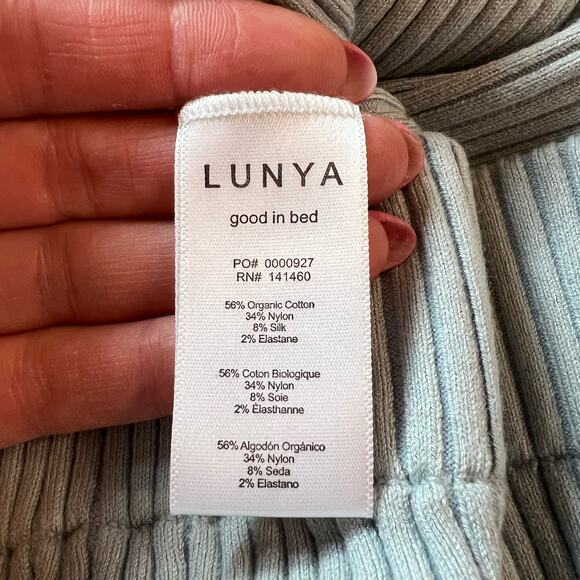 LUNYA
good in bed
PO# 0000927
RN# 141460
56% Organic Cotton
34% Nylon
8% Silk
2% Elastane
56% Coton Biologique
34% Nylon
8% Soie
2% Élasthanne
56% Algodón Orgánico
34% Nylon
8% Seda
2% Elastano